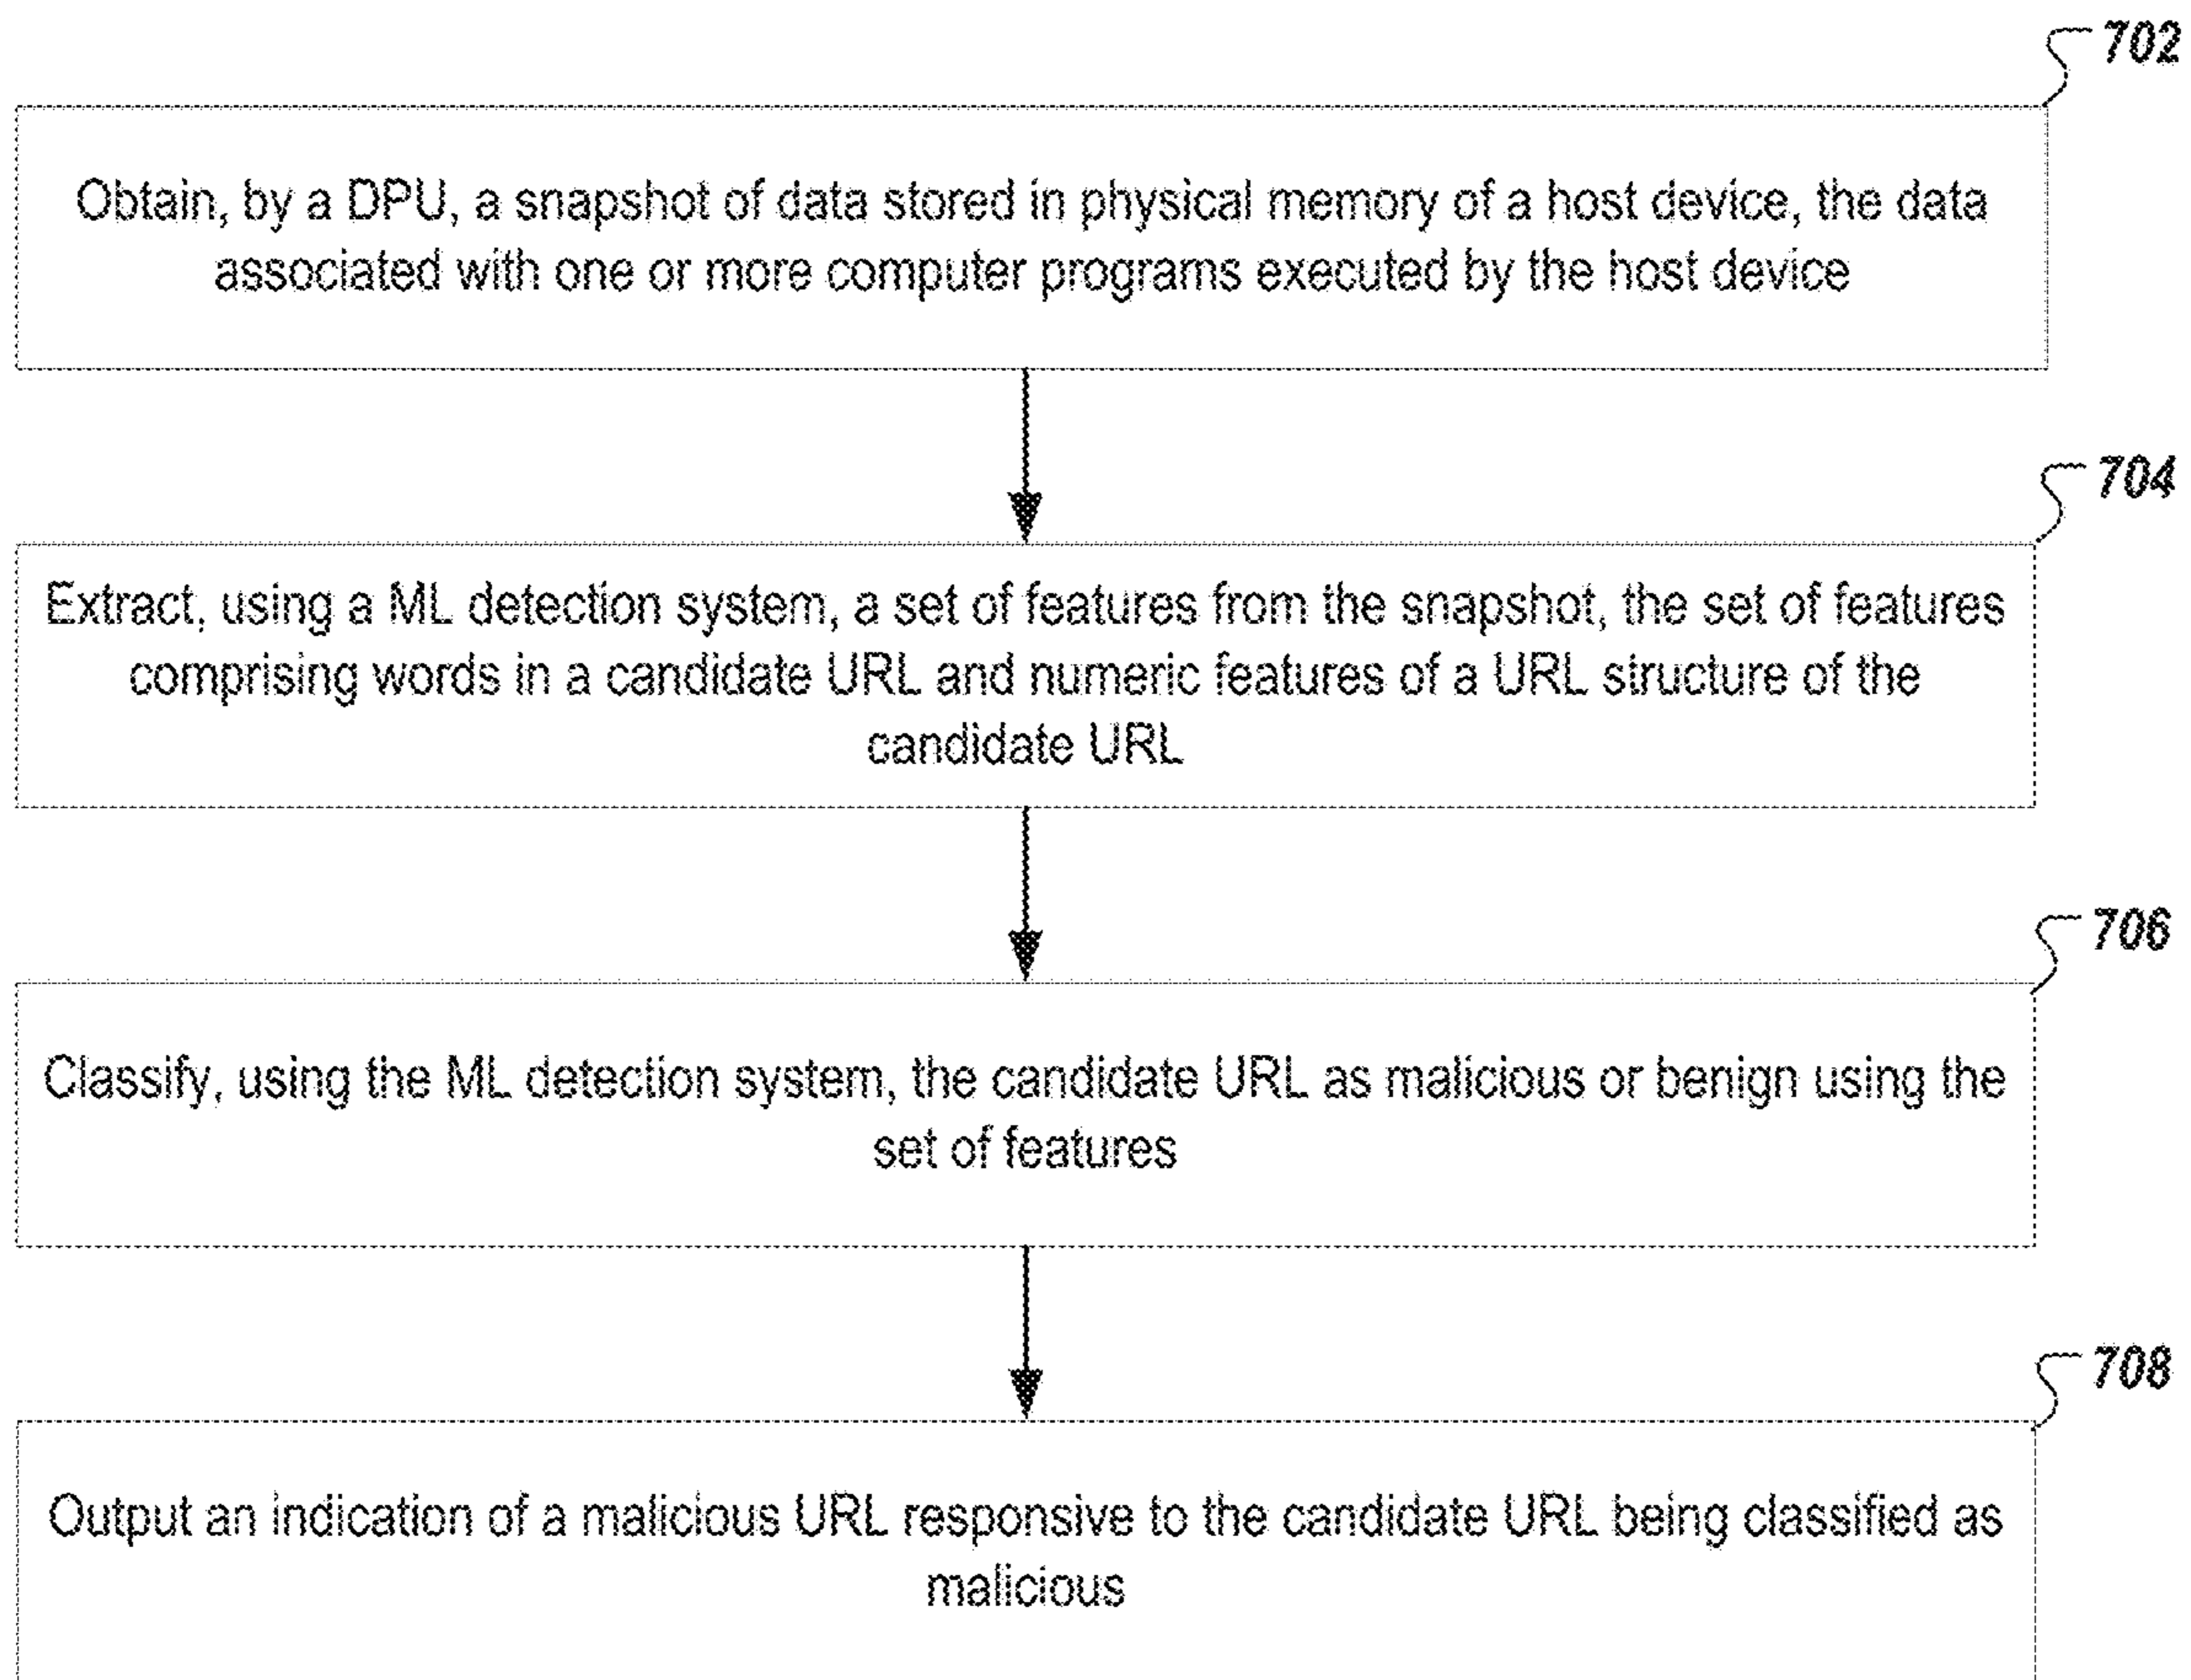 702
Obtain, by a DPU, a snapshot of data stored in physical memory of a host device, the data
associated with one or more computer programs executed by the host device
704
Extract, using a ML detection system, a set of features from the snapshot, the set of features
comprising words in a candidate URL and numeric features of a URL structure of the
candidate URL
706
Classify, using the ML detection system, the candidate URL as malicious or benign using the
set of features
708
Output an indication of a malicious URL responsive to the candidate URL being classified as
malicious